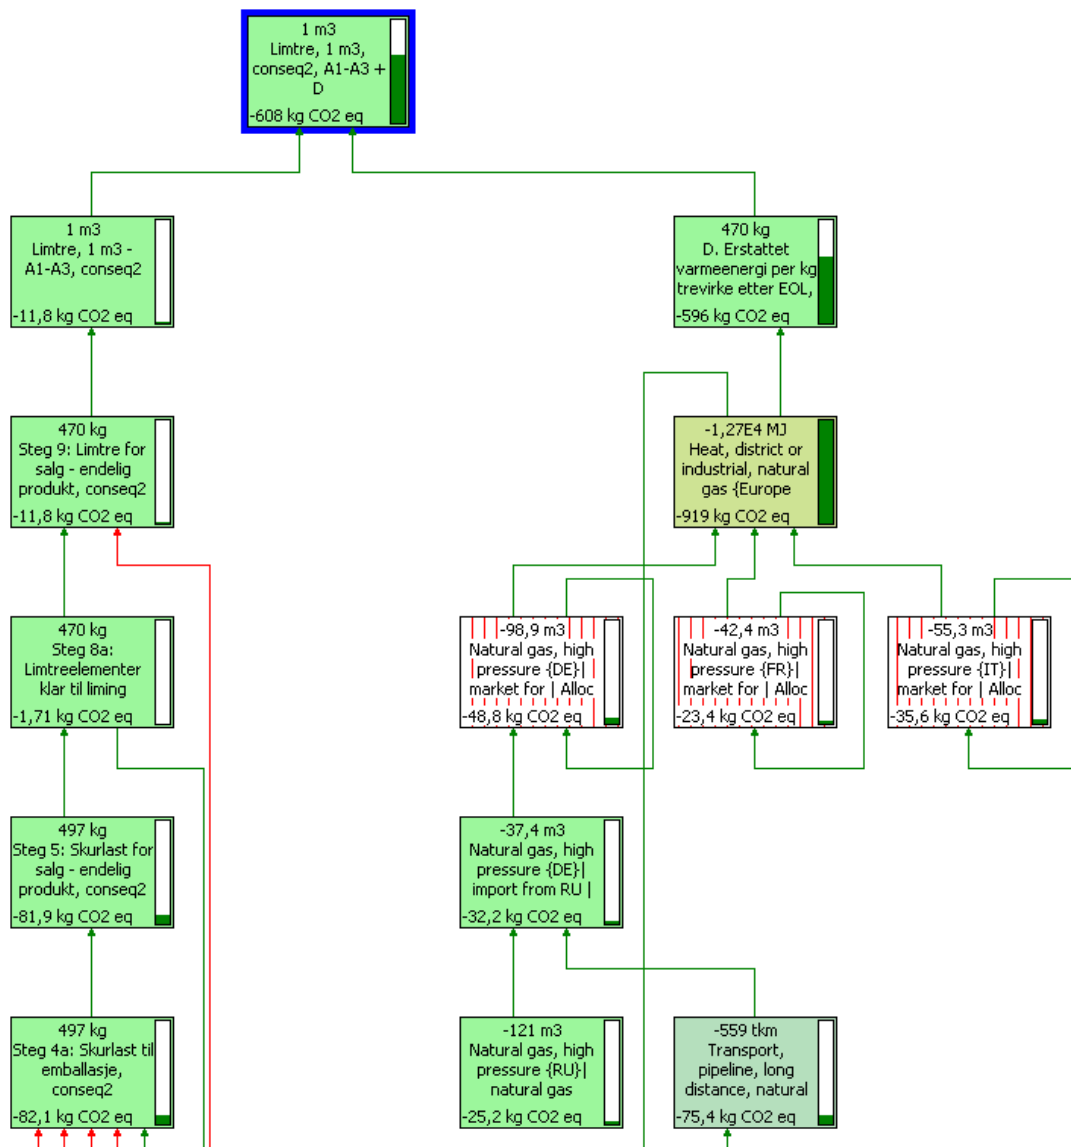 1 m3
Limtre, 1 m3,
conseq2, A1-A3 +
D
-608 kg CO2 eq
1 m3
Limtre, 1 m3 -
A1-A3, conseq2
-11,8 kg CO2 eq
470 kg
D. Erstattet
varmeenergi per kg
trevirke etter EOL,
-596 kg CO2 eq
470 kg
Steg 9: Limtre for
salg - endelig
produkt, conseq2
-11,8 kg CO2 eq
-1,27E4 MJ
Heat, district or
industrial, natural
gas {Europe
-919 kg CO2 eq
470 kg
Steg 8a:
Limtreelementer
klar til liming
-1,71 kg CO2 eq
-98,9 m3
Natural gas, high
pressure {DE}|
market for | Alloc
-48,8 kg CO2 eq
-42,4 m3
Natural gas, high
pressure {FR}|
market for | Alloc
-23,4 kg CO2 eq
-55,3 m3
Natural gas, high
pressure {IT}|
market for | Alloc
-35,6 kg CO2 eq
497 kg
Steg 5: Skurlast for
salg - endelig
produkt, conseq2
-81,9 kg CO2 eq
-37,4 m3
Natural gas, high
pressure {DE}|
import from RU |
-32,2 kg CO2 eq
497 kg
Steg 4a: Skurlast til
emballasje,
conseq2
-82,1 kg CO2 eq
-121 m3
Natural gas, high
pressure {RU}|
natural gas
-25,2 kg CO2 eq
-559 tkm
Transport,
pipeline, long
distance, natural
-75,4 kg CO2 eq